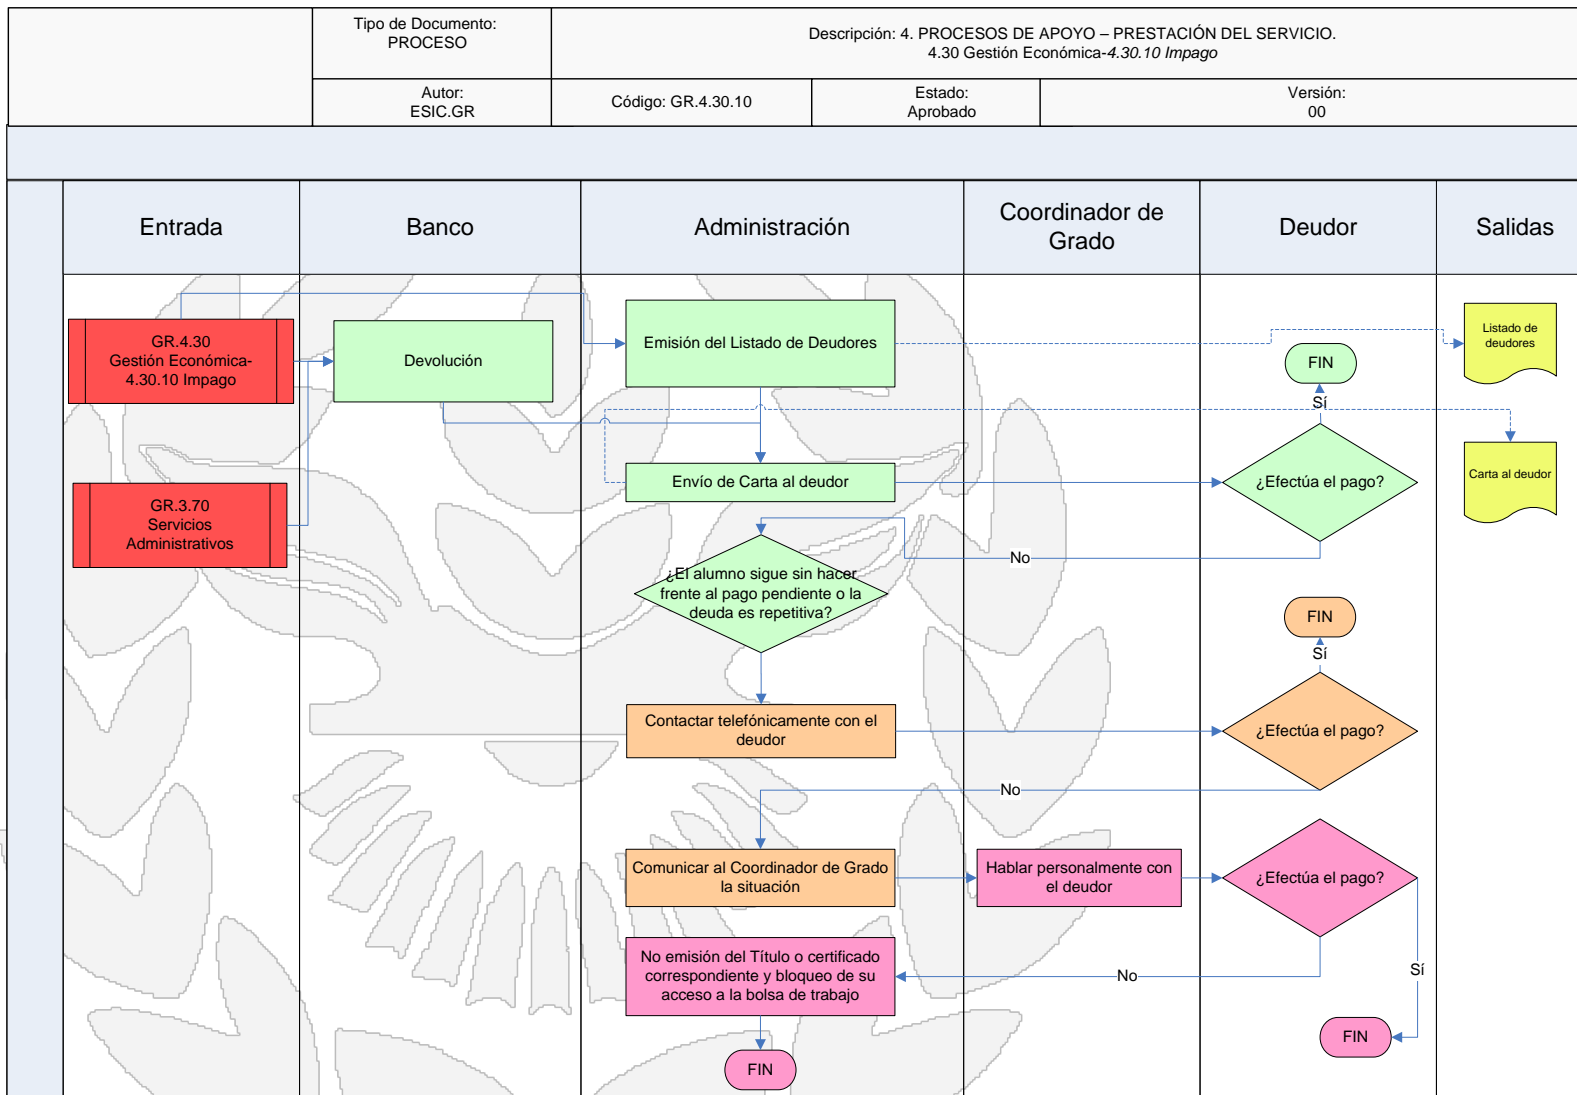 Tipo de Documento:
PROCESO
Descripción: 4. PROCESOS DE APOYO – PRESTACIÓN DEL SERVICIO.
4.30 Gestión Económica-4.30.10 Impago
Autor:
ESIC.GR
Código: GR.4.30.10
Estado:
Aprobado
Versión:
00
Entrada
Banco
Administración
Coordinador de
Grado
Deudor
Salidas
GR.4.30
Gestión Económica-
4.30.10 Impago
Devolución
Emisión del Listado de Deudores
Listado de
deudores
FIN
Sí
GR.3.70
Servicios
Administrativos
Envío de Carta al deudor
¿Efectúa el pago?
Carta al deudor
No
¿El alumno sigue sin hacer
frente al pago pendiente o la
deuda es repetitiva?
FIN
Sí
Contactar telefónicamente con el
deudor
¿Efectúa el pago?
No
Comunicar al Coordinador de Grado
la situación
Hablar personalmente con
el deudor
¿Efectúa el pago?
No emisión del Título o certificado
correspondiente y bloqueo de su
acceso a la bolsa de trabajo
No
Sí
FIN
FIN